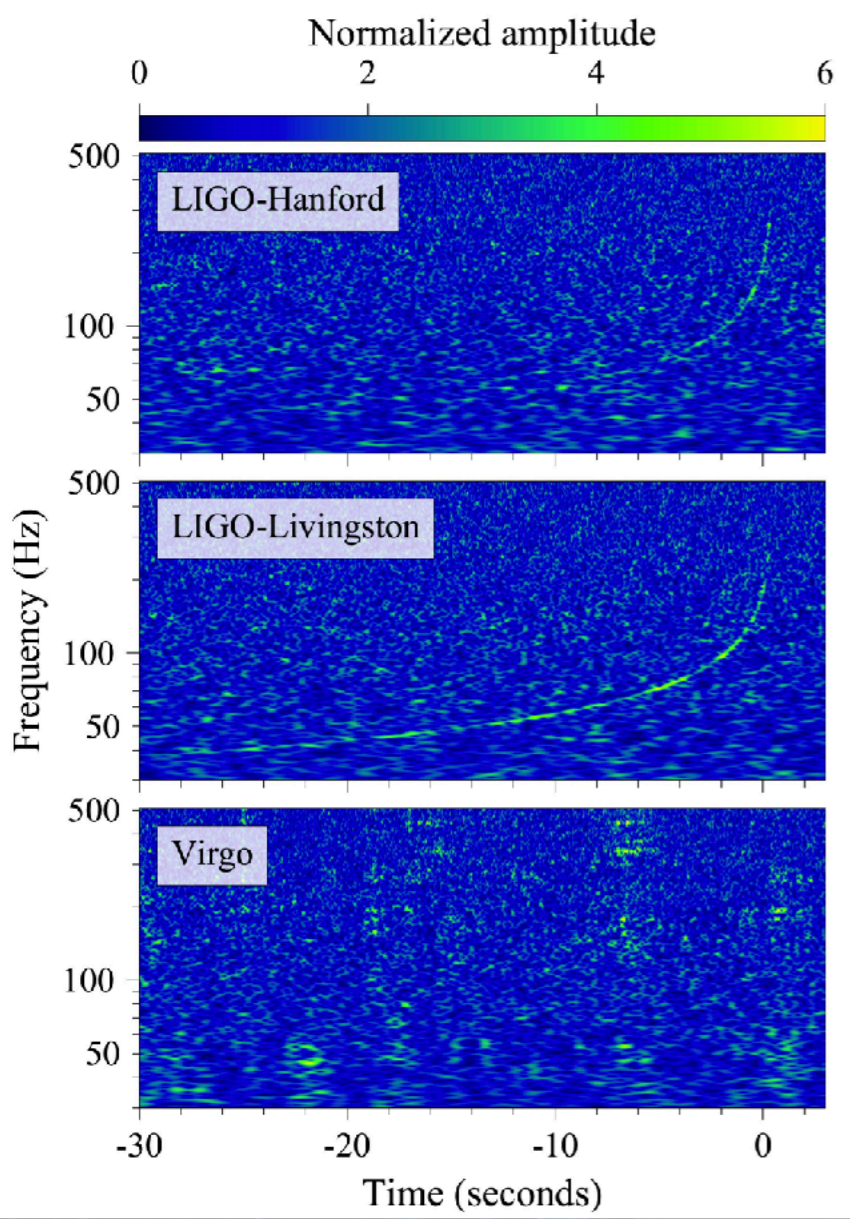 Normalized amplitude
0 2 4 6
500
LIGO-Hanford
100
50
500
LIGO-Livingston
100
50
Frequency (Hz)
500
Virgo
100
50
-30 -20 -10 0
Time (seconds)